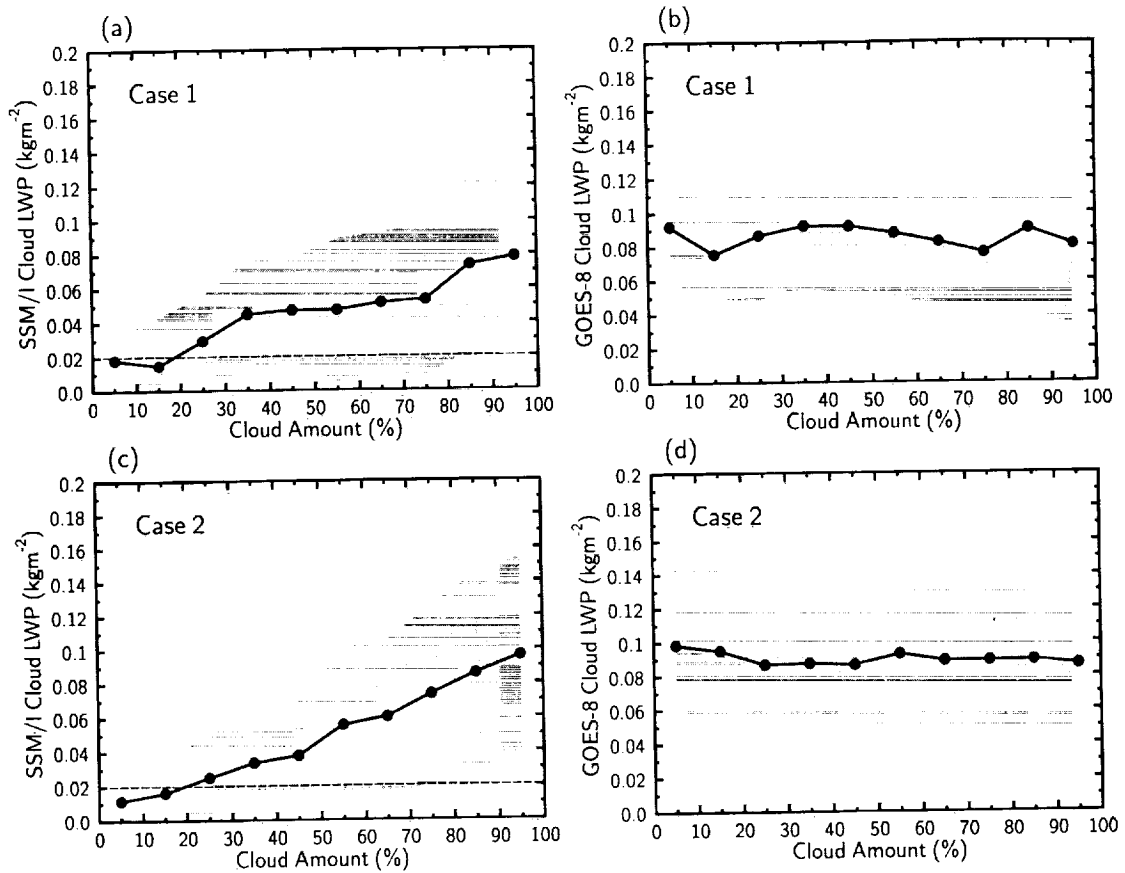 (a)
SSM/I Cloud LWP (kgm⁻²)
0.2
0.18
0.16
0.14
0.12
0.1
0.08
0.06
0.04
0.02
0.0
Case 1
0 10 20 30 40 50 60 70 80 90 100
Cloud Amount (%)
(b)
GOES-8 Cloud LWP (kgm⁻²)
0.2
0.18
0.16
0.14
0.12
0.1
0.08
0.06
0.04
0.02
0.0
Case 1
0 10 20 30 40 50 60 70 80 90 100
Cloud Amount (%)
(c)
SSM/I Cloud LWP (kgm⁻²)
0.2
0.18
0.16
0.14
0.12
0.1
0.08
0.06
0.04
0.02
0.0
Case 2
0 10 20 30 40 50 60 70 80 90 100
Cloud Amount (%)
(d)
GOES-8 Cloud LWP (kgm⁻²)
0.2
0.18
0.16
0.14
0.12
0.1
0.08
0.06
0.04
0.02
0.0
Case 2
0 10 20 30 40 50 60 70 80 90 100
Cloud Amount (%)